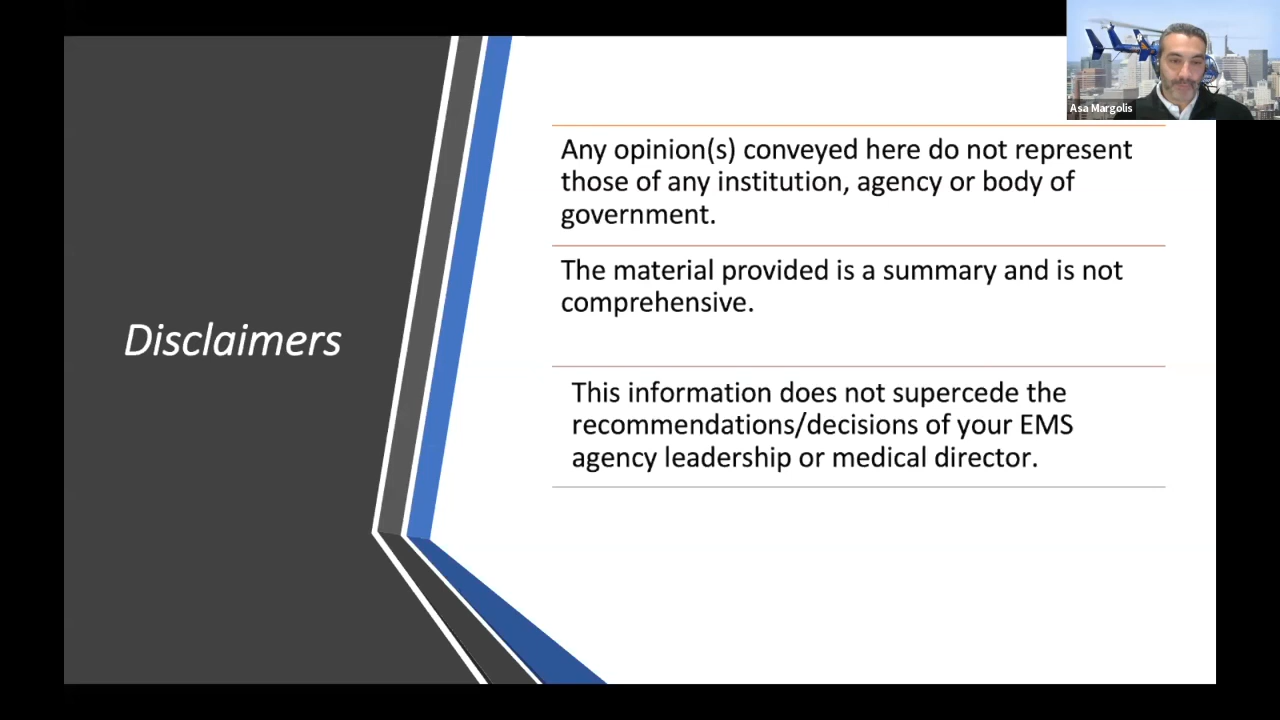 Asa Margolis
Disclaimers
Any opinion(s) conveyed here do not represent
those of any institution, agency or body of
government.
The material provided is a summary and is not
comprehensive.
This information does not supercede the
recommendations/decisions of your EMS
agency leadership or medical director.